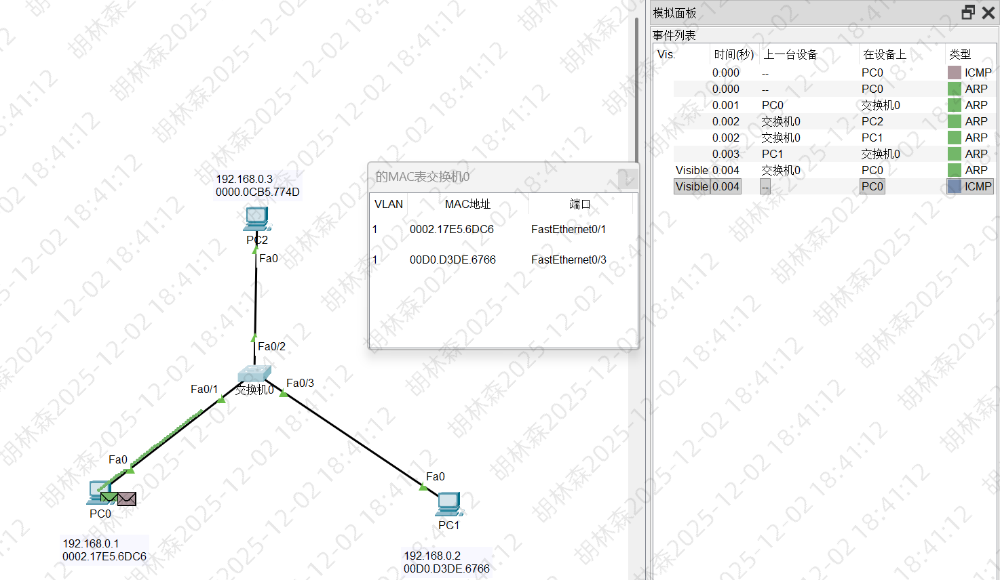 模拟面板
事件列表
Vis. 时间(秒) 上一台设备 在设备上 类型
0.000 -- PC0 ICMP
0.000 -- PC0 ARP
0.001 PC0 交换机0 ARP
0.002 交换机0 PC2 ARP
0.002 交换机0 PC1 ARP
0.003 PC1 交换机0 ARP
Visible 0.004 交换机0 PC0 ARP
Visible 0.004 -- PC0 ICMP
192.168.0.3
0000.0CB5.774D
PC2
Fa0
的MAC表交换机0
VLAN MAC地址 端口
1 0002.17E5.6DC6 FastEthernet0/1
1 00D0.D3DE.6766 FastEthernet0/3
Fa0/2
Fa0/1
交换机0
Fa0/3
Fa0
PC0
192.168.0.1
0002.17E5.6DC6
Fa0
PC1
192.168.0.2
00D0.D3DE.6766
胡林森2025-12-02 18:41:12